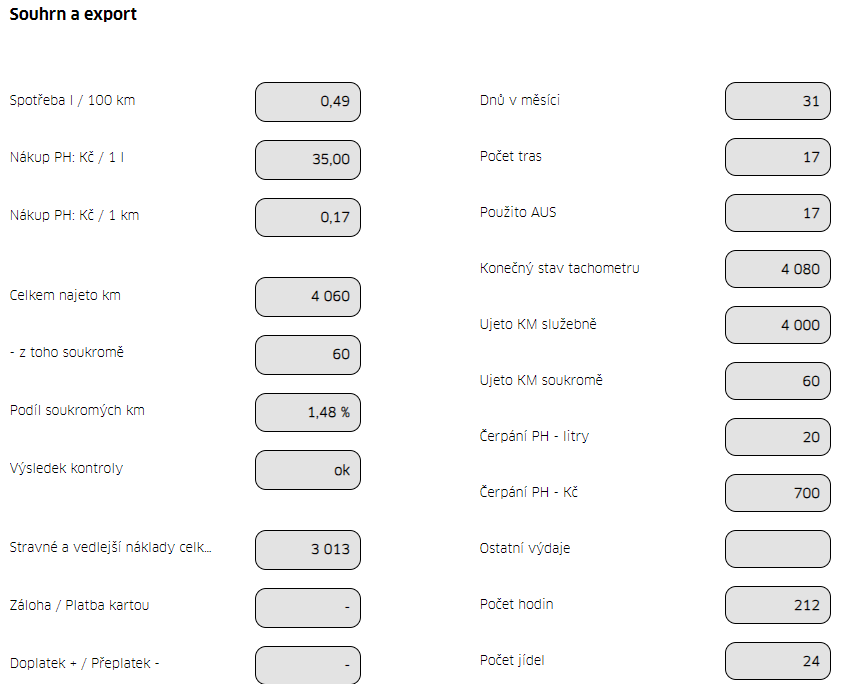 Souhrn a export
Spotřeba l / 100 km 0,49
Nákup PH: Kč / 1 l 35,00
Nákup PH: Kč / 1 km 0,17
Celkem najeto km 4 060
- z toho soukromě 60
Podíl soukromých km 1,48 %
Výsledek kontroly ok
Stravné a vedlejší náklady celk...
3 013
Záloha / Platba kartou -
Doplatek + / Přeplatek - -
Dnů v měsíci 31
Počet tras 17
Použito AUS 17
Konečný stav tachometru 4 080
Ujeto KM služebně 4 000
Ujeto KM soukromě 60
Čerpání PH - litry 20
Čerpání PH - Kč 700
Ostatní výdaje
Počet hodin 212
Počet jídel 24